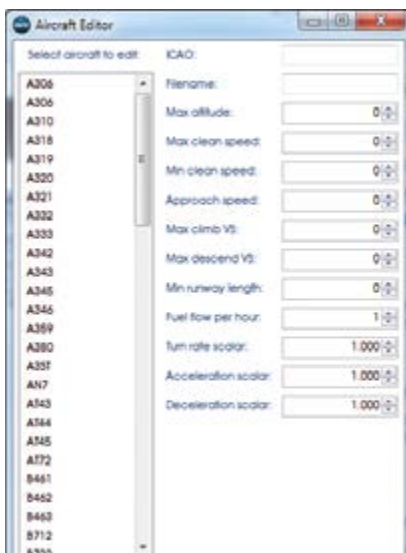 Aircraft Editor
Select aircraft to edit:
ICAO:
Filename:
Max altitude: 0
Max clean speed: 0
Min clean speed: 0
Approach speed: 0
Max climb VS: 0
Max descend VS: 0
Min runway length: 0
Fuel flow per hour: 1
Turn rate scalar: 1.000
Acceleration scalar: 1.000
Deceleration scalar: 1.000
A306
A310
A318
A319
A320
A321
A332
A333
A342
A343
A345
A346
A359
A380
A3ST
AN7
AT43
AT44
AT45
AT72
B461
B462
B463
B712